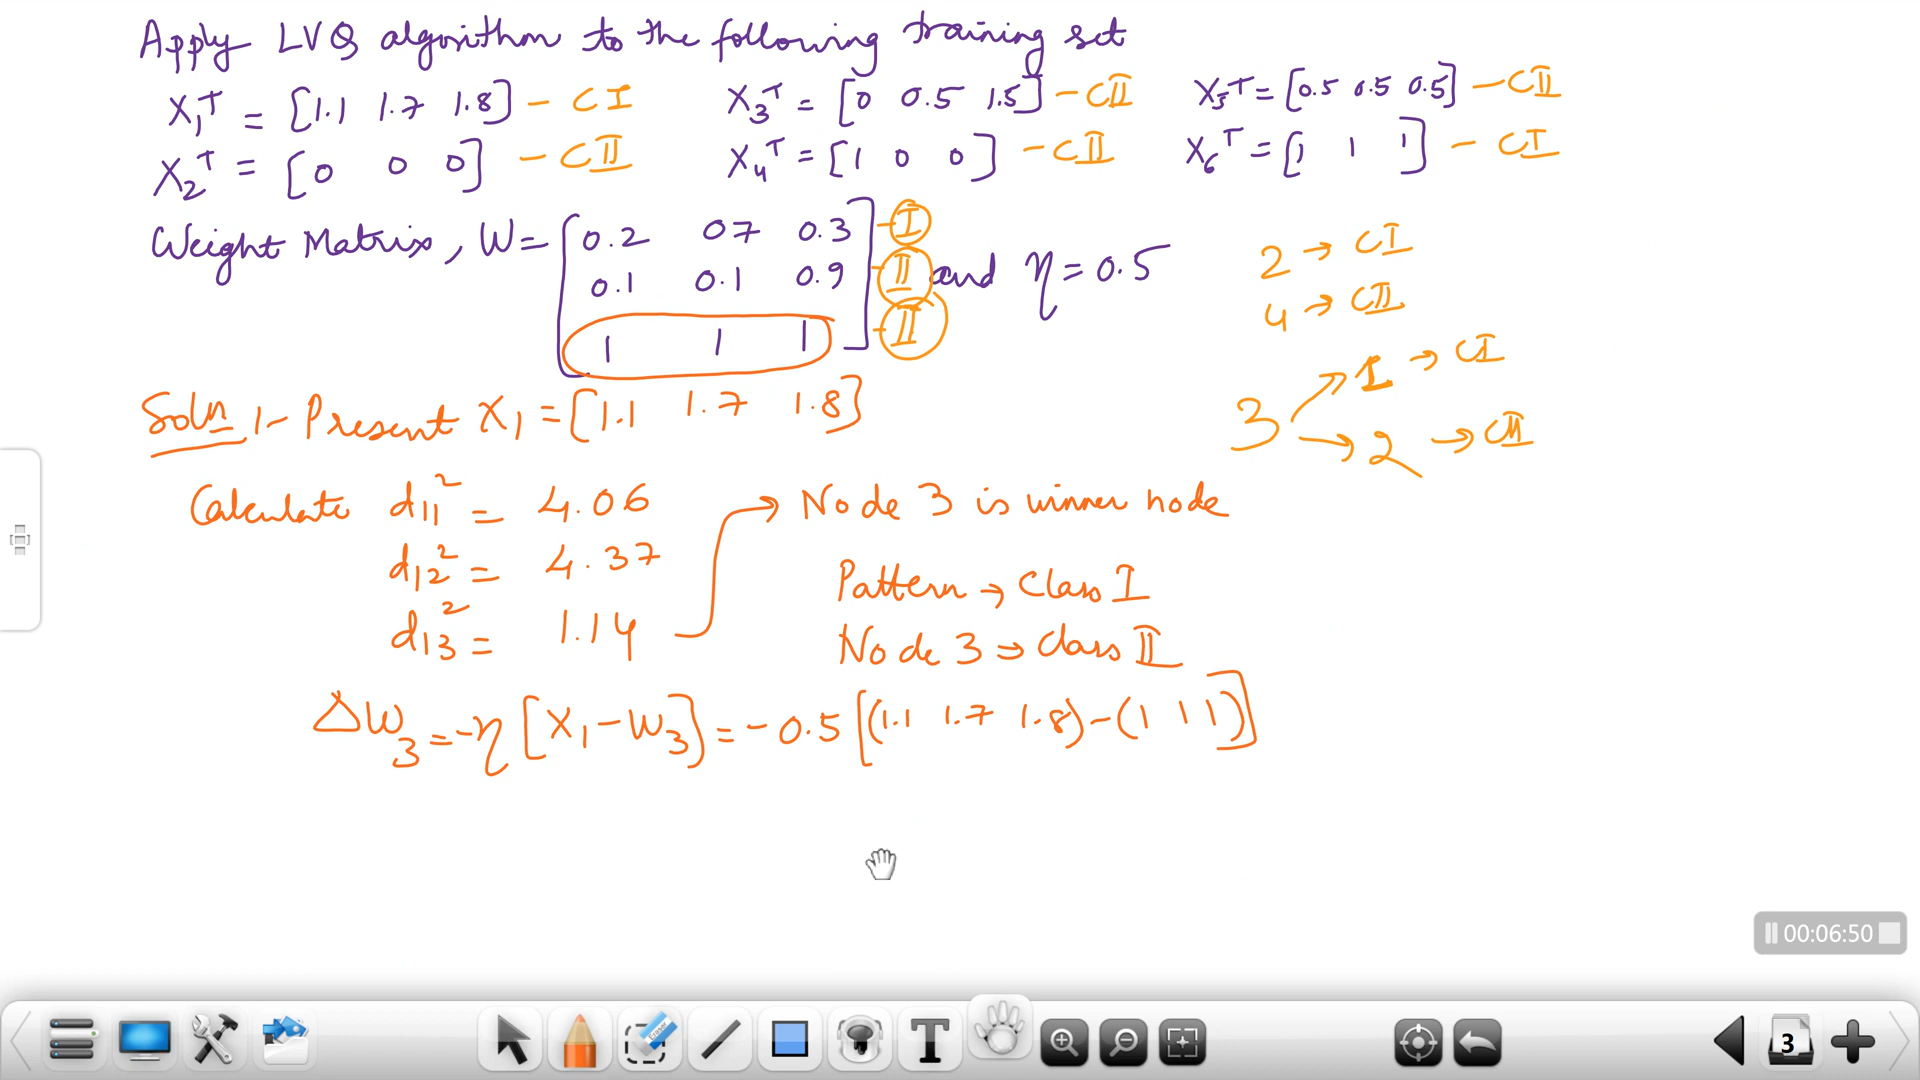 Apply LVQ algorithm to the following training set
X₁ᵀ = [1.1 1.7 1.8] - CI
X₃ᵀ = [0 0.5 1.5] - CII
X₅ᵀ = [0.5 0.5 0.5] - CII
X₂ᵀ = [0 0 0] - CII
X₄ᵀ = [1 0 0] - CII
X₆ᵀ = [1 1 1] - CI
Weight Matrix, W = [0.2 07 0.3 - I
0.1 0.1 0.9 - II
1 1 1] - II
and η = 0.5
2 → CI
4 → CII
3 → 1 → CI
→ 2 → CII
Soln 1- Present X₁ = [1.1 1.7 1.8]
Calculate d₁₁² = 4.06
d₁₂² = 4.37
d₁₃² = 1.14
→ Node 3 is winner node
Pattern → Class I
Node 3 → Class II
ΔW₃ = -η [X₁ - W₃] = -0.5 [(1.1 1.7 1.8) - (1 1 1)]
00:06:50
Eraser
T
3